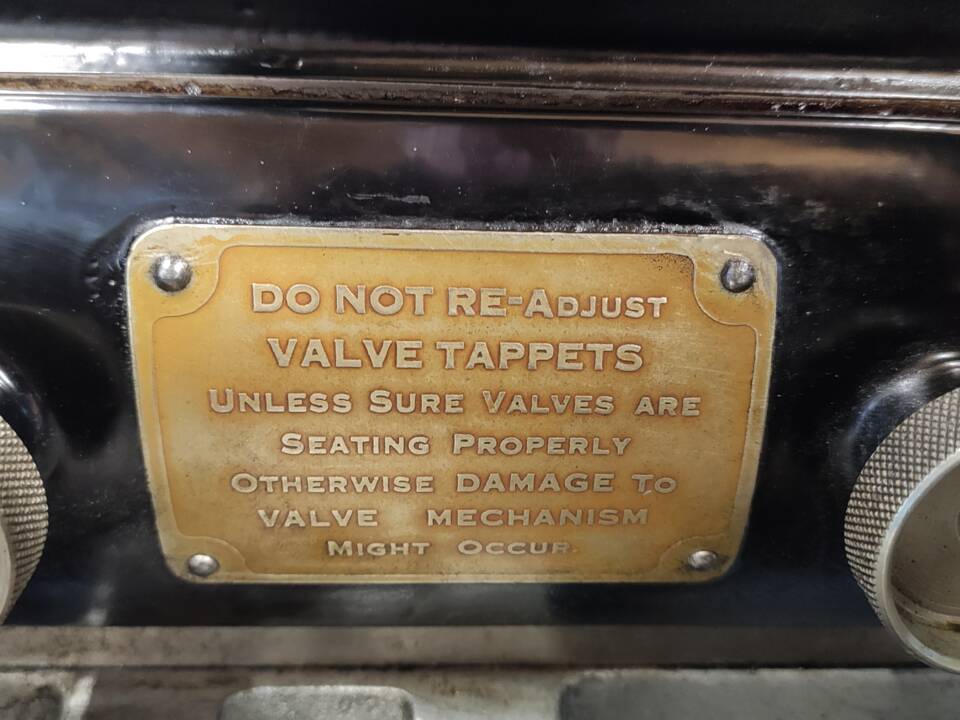 DO NOT RE-ADJUST
VALVE TAPPETS
UNLESS SURE VALVES ARE
SEATING PROPERLY
OTHERWISE DAMAGE TO
VALVE MECHANISM
MIGHT OCCUR.